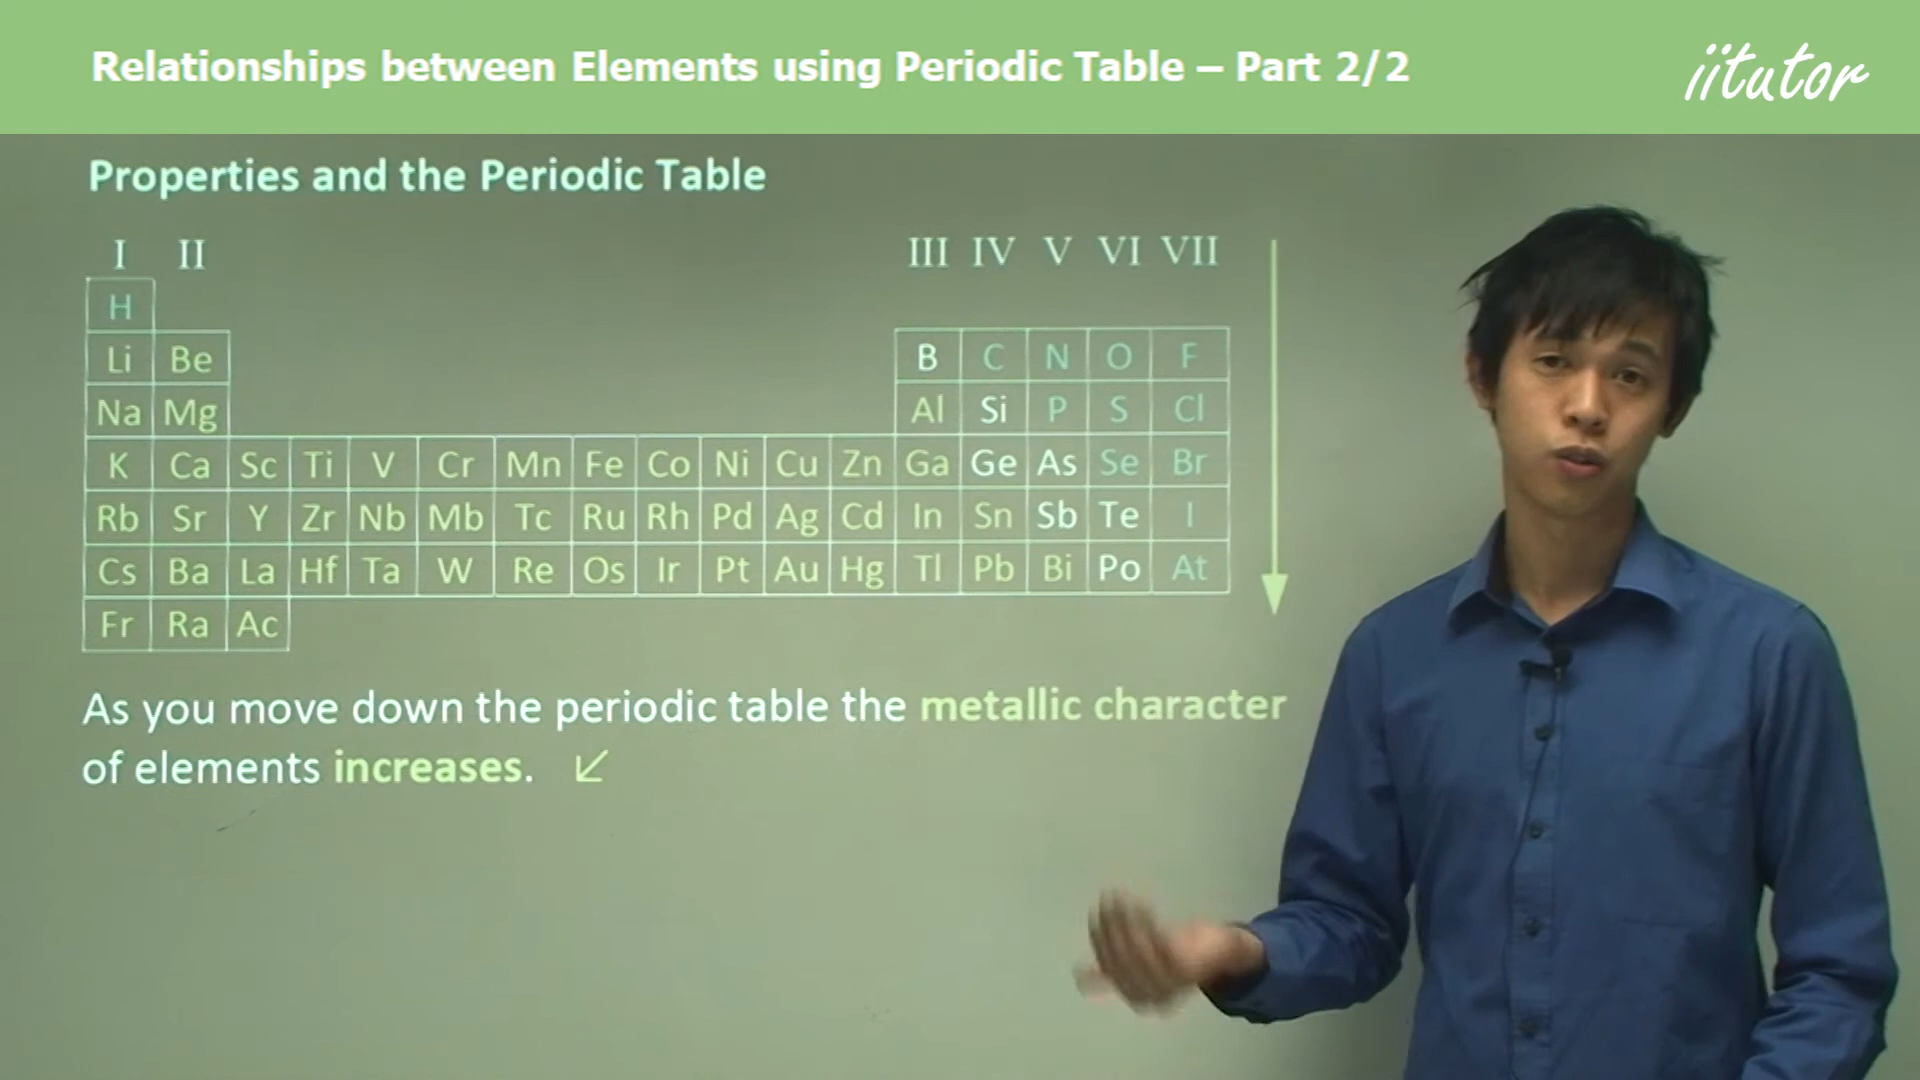 Relationships between Elements using Periodic Table – Part 2/2
iitutor
Properties and the Periodic Table
I II III IV V VI VII
H
Li Be B C N O F
Na Mg Al Si P S Cl
K Ca Sc Ti V Cr Mn Fe Co Ni Cu Zn Ga Ge As Se Br
Rb Sr Y Zr Nb Mb Tc Ru Rh Pd Ag Cd In Sn Sb Te I
Cs Ba La Hf Ta W Re Os Ir Pt Au Hg Tl Pb Bi Po At
Fr Ra Ac
As you move down the periodic table the metallic character
of elements increases. ↙